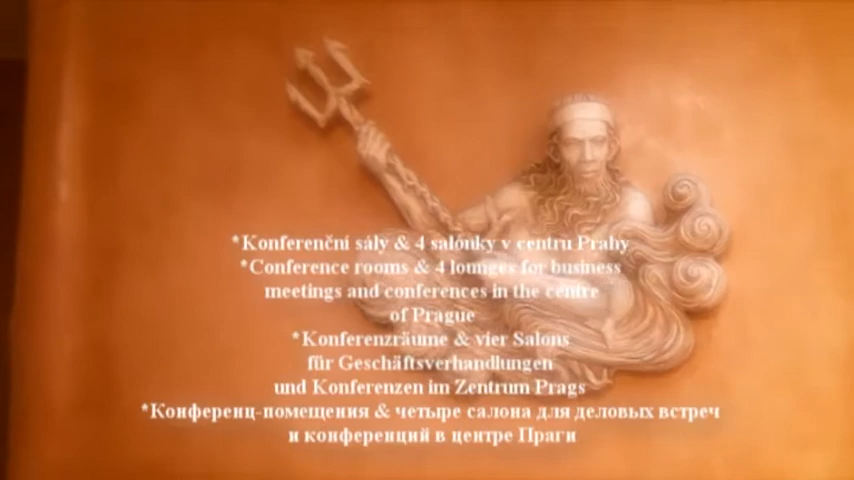 *Konferenční sály & 4 salónky v centru Prahy
*Conference rooms & 4 lounges for business
meetings and conferences in the centre
of Prague
*Konferenzräume & vier Salons
für Geschäftsverhandlungen
und Konferenzen im Zentrum Prags
*Конференц-помещения & четыре салона для деловых встреч
и конференций в центре Праги